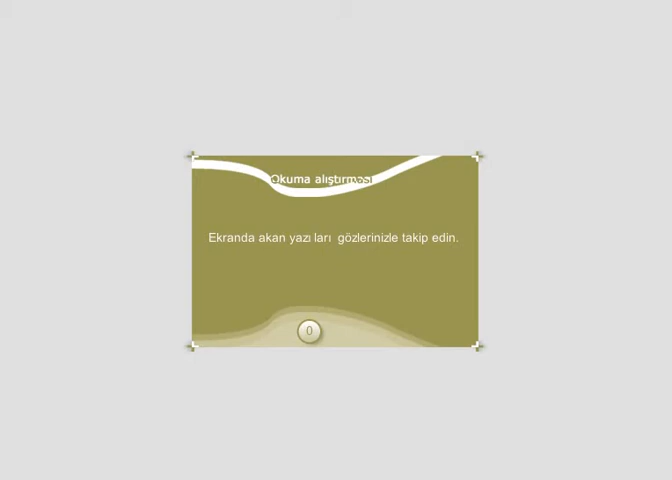 Okuma alıştırması
Ekranda akan yazı ları  gözlerinizle takip edin.
0